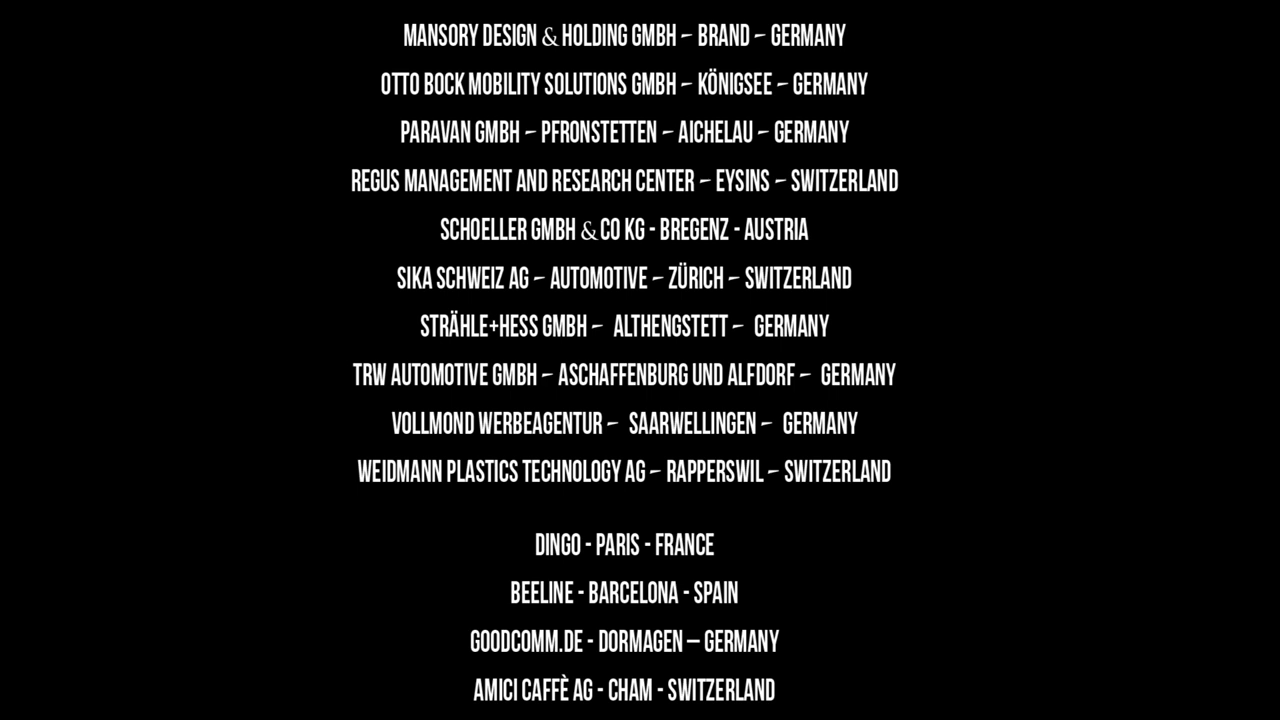 MANSORY DESIGN & HOLDING GMBH – BRAND – GERMANY
OTTO BOCK MOBILITY SOLUTIONS GMBH – KÖNIGSEE – GERMANY
PARAVAN GMBH – PFRONSTETTEN – AICHELAU – GERMANY
REGUS MANAGEMENT AND RESEARCH CENTER – EYSINS – SWITZERLAND
SCHOELLER GMBH & CO KG - BREGENZ - AUSTRIA
SIKA SCHWEIZ AG – AUTOMOTIVE – ZÜRICH – SWITZERLAND
STRÄHLE+HESS GMBH – ALTHENGSTETT – GERMANY
TRW AUTOMOTIVE GMBH – ASCHAFFENBURG UND ALFDORF – GERMANY
VOLLMOND WERBEAGENTUR – SAARWELLINGEN – GERMANY
WEIDMANN PLASTICS TECHNOLOGY AG – RAPPERSWIL – SWITZERLAND
DINGO - PARIS - FRANCE
BEELINE - BARCELONA - SPAIN
GOODCOMM.DE - DORMAGEN – GERMANY
AMICI CAFFÈ AG - CHAM - SWITZERLAND